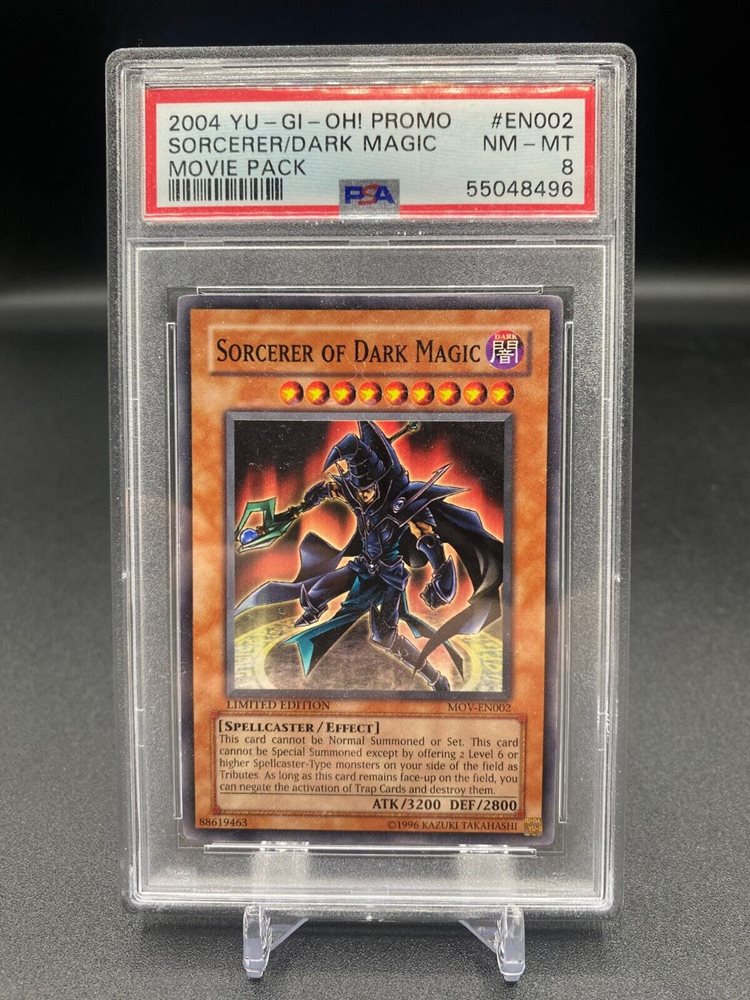 2004 YU-GI-OH! PROMO #EN002
SORCERER/DARK MAGIC NM-MT
MOVIE PACK 8
PSA 55048496
SORCERER OF DARK MAGIC
DARK
闇
LIMITED EDITION MOV-EN002
[SPELLCASTER/EFFECT]
This card cannot be Normal Summoned or Set. This card
cannot be Special Summoned except by offering 2 Level 6 or
higher Spellcaster-Type monsters on your side of the field as
Tributes. As long as this card remains face-up on the field, you
can negate the activation of Trap Cards and destroy them.
ATK/3200 DEF/2800
88619463 ©1996 KAZUKI TAKAHASHI